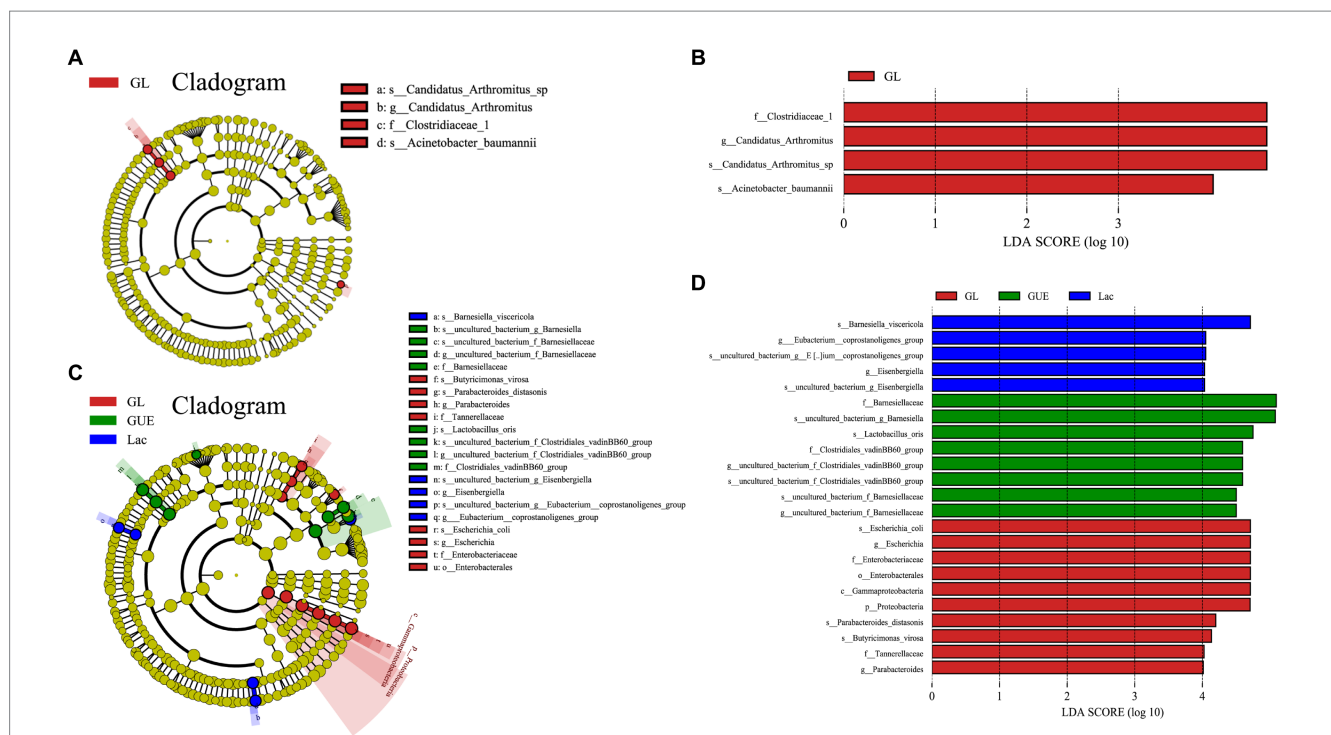 A
GL
Cladogram
a: s__Candidatus_Arthromitus_sp
b: g__Candidatus_Arthromitus
c: f__Clostridiaceae_1
d: s__Acinetobacter_baumannii
B
GL
f__Clostridiaceae_1
g__Candidatus_Arthromitus
s__Candidatus_Arthromitus_sp
s__Acinetobacter_baumannii
0 1 2 3
LDA SCORE (log 10)
C
GL
GUE
Lac
Cladogram
c__Gammaproteobacteria
p__Proteobacteria
a: s__Barnesiella_viscericola
b: s__uncultured_bacterium_g_Barnesiella
c: s__uncultured_bacterium_f_Barnesiellaceae
d: g__uncultured_bacterium_f_Barnesiellaceae
e: f__Barnesiellaceae
f: s__Butyricimonas_virosa
g: s__Parabacteroides_distasonis
h: g__Parabacteroides
i: f__Tannerellaceae
j: s__Lactobacillus_oris
k: s__uncultured_bacterium_f_Clostridiales_vadinBB60_group
l: g__uncultured_bacterium_f_Clostridiales_vadinBB60_group
m: f__Clostridiales_vadinBB60_group
n: s__uncultured_bacterium_g_Eisenbergiella
o: g__Eisenbergiella
p: s__uncultured_bacterium_g__Eubacterium__coprostanoligenes_group
q: g___Eubacterium__coprostanoligenes_group
r: s__Escherichia_coli
s: g__Escherichia
t: f__Enterobacteriaceae
u: o__Enterobacterales
D
GL GUE Lac
s__Barnesiella_viscericola
g___Eubacterium__coprostanoligenes_group
s__uncultured_bacterium_g__E [..]ium__coprostanoligenes_group
g__Eisenbergiella
s__uncultured_bacterium_g_Eisenbergiella
f__Barnesiellaceae
s__uncultured_bacterium_g_Barnesiella
s__Lactobacillus_oris
f__Clostridiales_vadinBB60_group
g__uncultured_bacterium_f_Clostridiales_vadinBB60_group
s__uncultured_bacterium_f_Clostridiales_vadinBB60_group
s__uncultured_bacterium_f_Barnesiellaceae
g__uncultured_bacterium_f_Barnesiellaceae
s__Escherichia_coli
g__Escherichia
f__Enterobacteriaceae
o__Enterobacterales
c__Gammaproteobacteria
p__Proteobacteria
s__Parabacteroides_distasonis
s__Butyricimonas_virosa
f__Tannerellaceae
g__Parabacteroides
0 1 2 3 4
LDA SCORE (log 10)